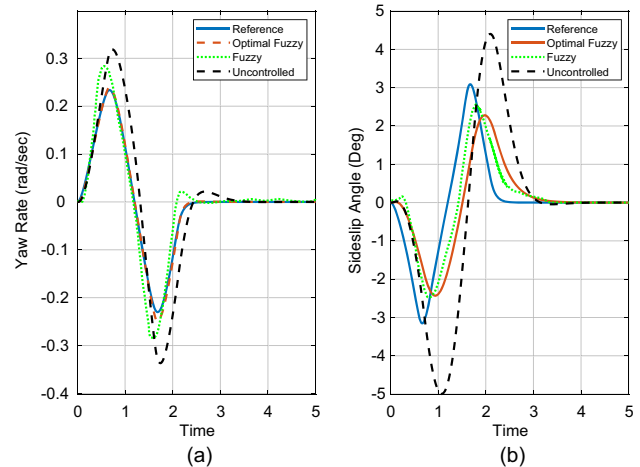 Yaw Rate (rad/sec)
0.3
0.2
0.1
0
-0.1
-0.2
-0.3
-0.4
0
1
2
3
4
5
Time
(a)
Reference
Optimal Fuzzy
Fuzzy
Uncontrolled
Sideslip Angle (Deg)
5
4
3
2
1
0
-1
-2
-3
-4
-5
0
1
2
3
4
5
Time
(b)
Reference
Optimal Fuzzy
Fuzzy
Uncontrolled